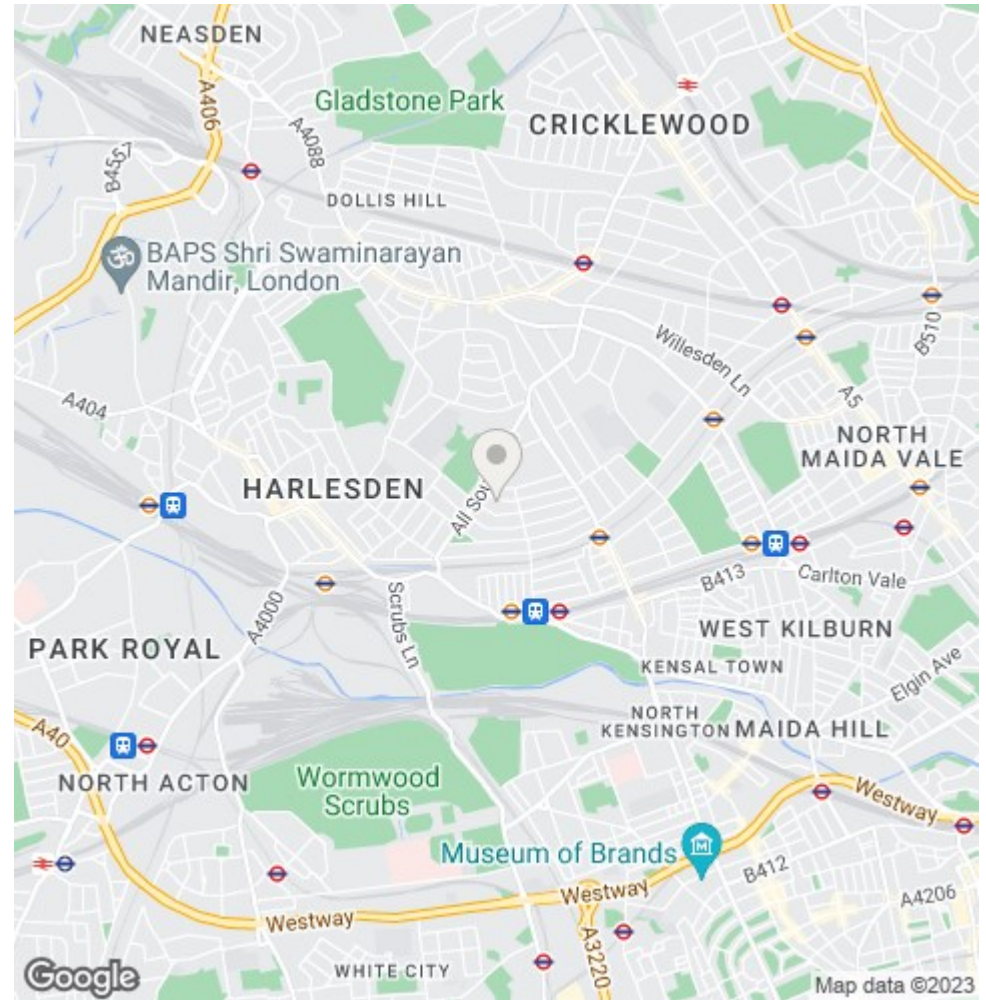 NEASDEN
A406
A4088
Gladstone Park
CRICKLEWOOD
B4557
DOLLIS HILL
BAPS Shri Swaminarayan
Mandir, London
B510
Willesden Ln
A5
A404
NORTH
MAIDA VALE
HARLESDEN
All Sou
B413
Carlton Vale
Scrubs Ln
A4000
PARK ROYAL
WEST KILBURN
KENSAL TOWN
Elgin Ave
NORTH
KENSINGTON
MAIDA HILL
A40
NORTH ACTON
Wormwood
Scrubs
Westway
Museum of Brands
B412
Westway
A4206
Westway
A3220
WHITE CITY
Google
Map data ©2023